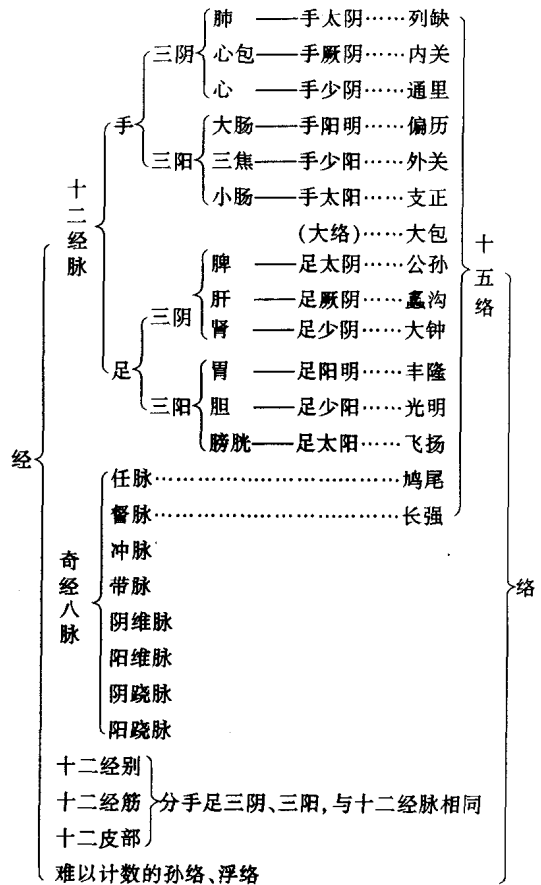 肺——手太阴……列缺
三阴 心包——手厥阴……内关
心——手少阴……通里
手
大肠——手阳明……偏历
三阳 三焦——手少阳……外关
小肠——手太阳……支正
十二经脉
(大络)……大包
十五络
脾——足太阴……公孙
三阴 肝——足厥阴……蠡沟
肾——足少阴……大钟
足
胃——足阳明……丰隆
三阳 胆——足少阳……光明
膀胱——足太阳……飞扬
经
任脉……………………………鸠尾
督脉……………………………长强
冲脉
奇经八脉
带脉
络
阴维脉
阳维脉
阴跷脉
阳跷脉
十二经别
十二经筋 分手足三阴、三阳,与十二经脉相同
十二皮部
难以计数的孙络、浮络